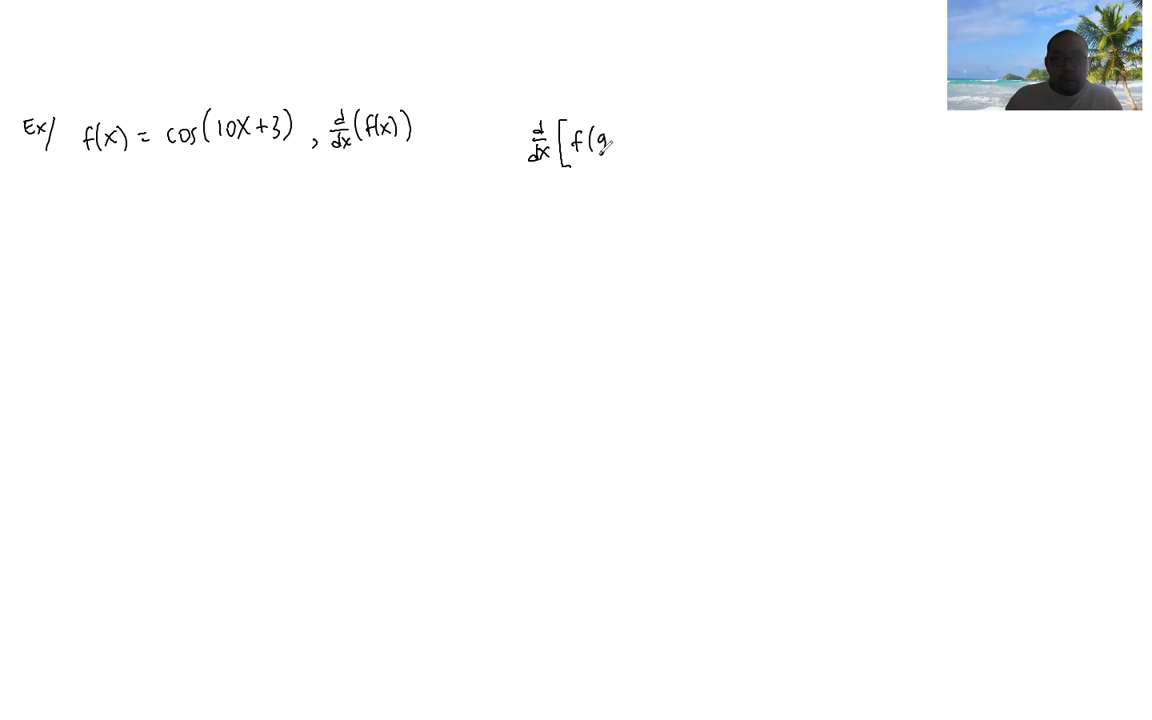 Ex/ f(x) = cos(10x+3) , d/dx (f(x)) d/dx [f(g